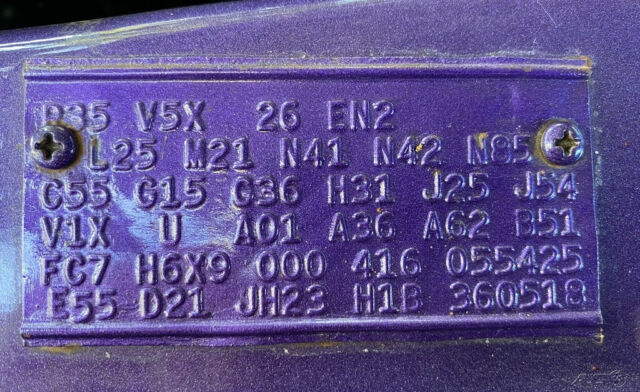 R35 V5X 26 EN2
L25 M21 N41 N42 N85
C55 G15 G36 H31 J25 J54
V1X U A01 A36 A62 B51
FC7 H6X9 000 416 055425
E55 D21 JH23 H1B 360518